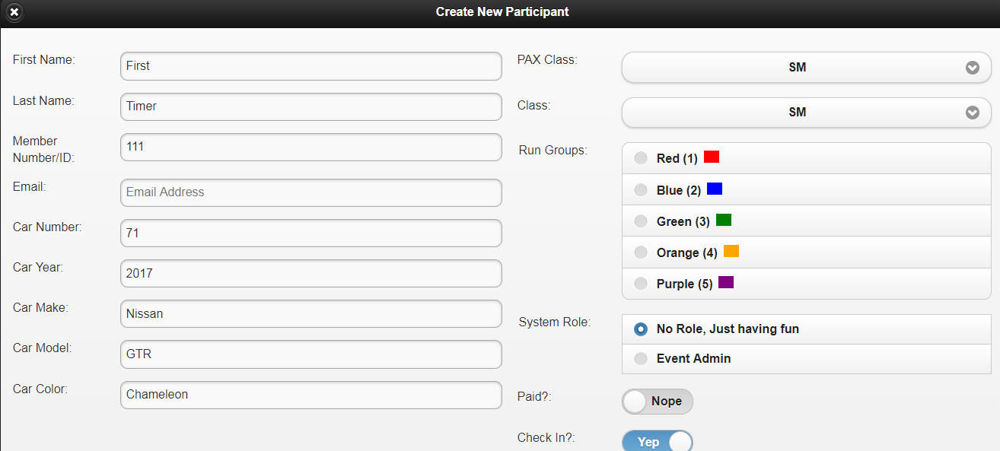 Create New Participant
First Name:
First
Last Name:
Timer
Member
Number/ID:
111
Email:
Email Address
Car Number:
71
Car Year:
2017
Car Make:
Nissan
Car Model:
GTR
Car Color:
Chameleon
PAX Class:
SM
Class:
SM
Run Groups:
Red (1)
Blue (2)
Green (3)
Orange (4)
Purple (5)
System Role:
No Role, Just having fun
Event Admin
Paid?:
Nope
Check In?:
Yep